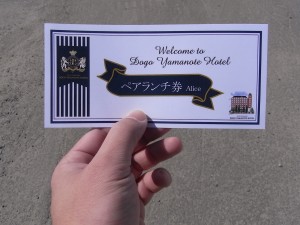 Welcome to
Dogo Yamanote Hotel
ペアランチ券 Alice